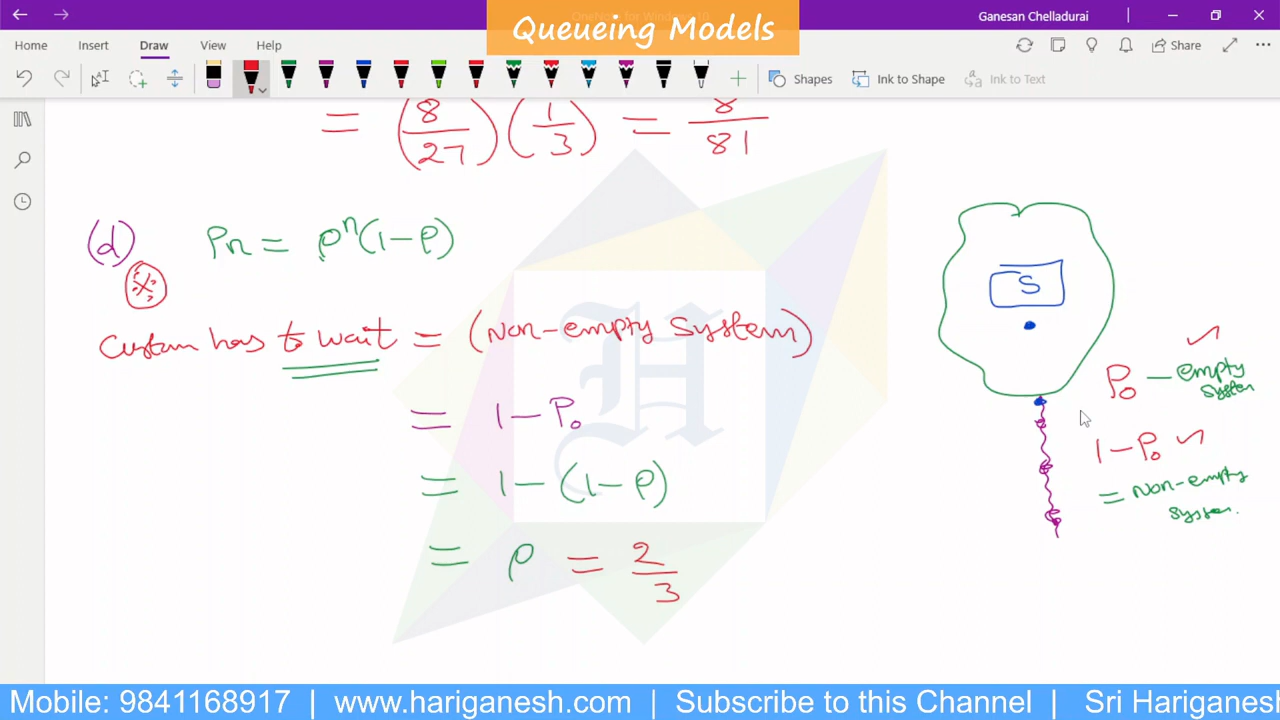 Queueing Models
Ganesan Chelladurai
Home Insert Draw View Help
Share
Shapes Ink to Shape Ink to Text
= (8/27) (1/3) = 8/81
(d) Pn = ρ^n (1-ρ)
S
Custom has to wait = (Non-empty system)
P₀ — empty
system
= 1 - P₀
1 - P₀
= Non-empty
system.
= 1 - (1 - ρ)
= ρ = 2/3
Mobile: 9841168917 | www.hariganesh.com | Subscribe to this Channel | Sri Hariganesh